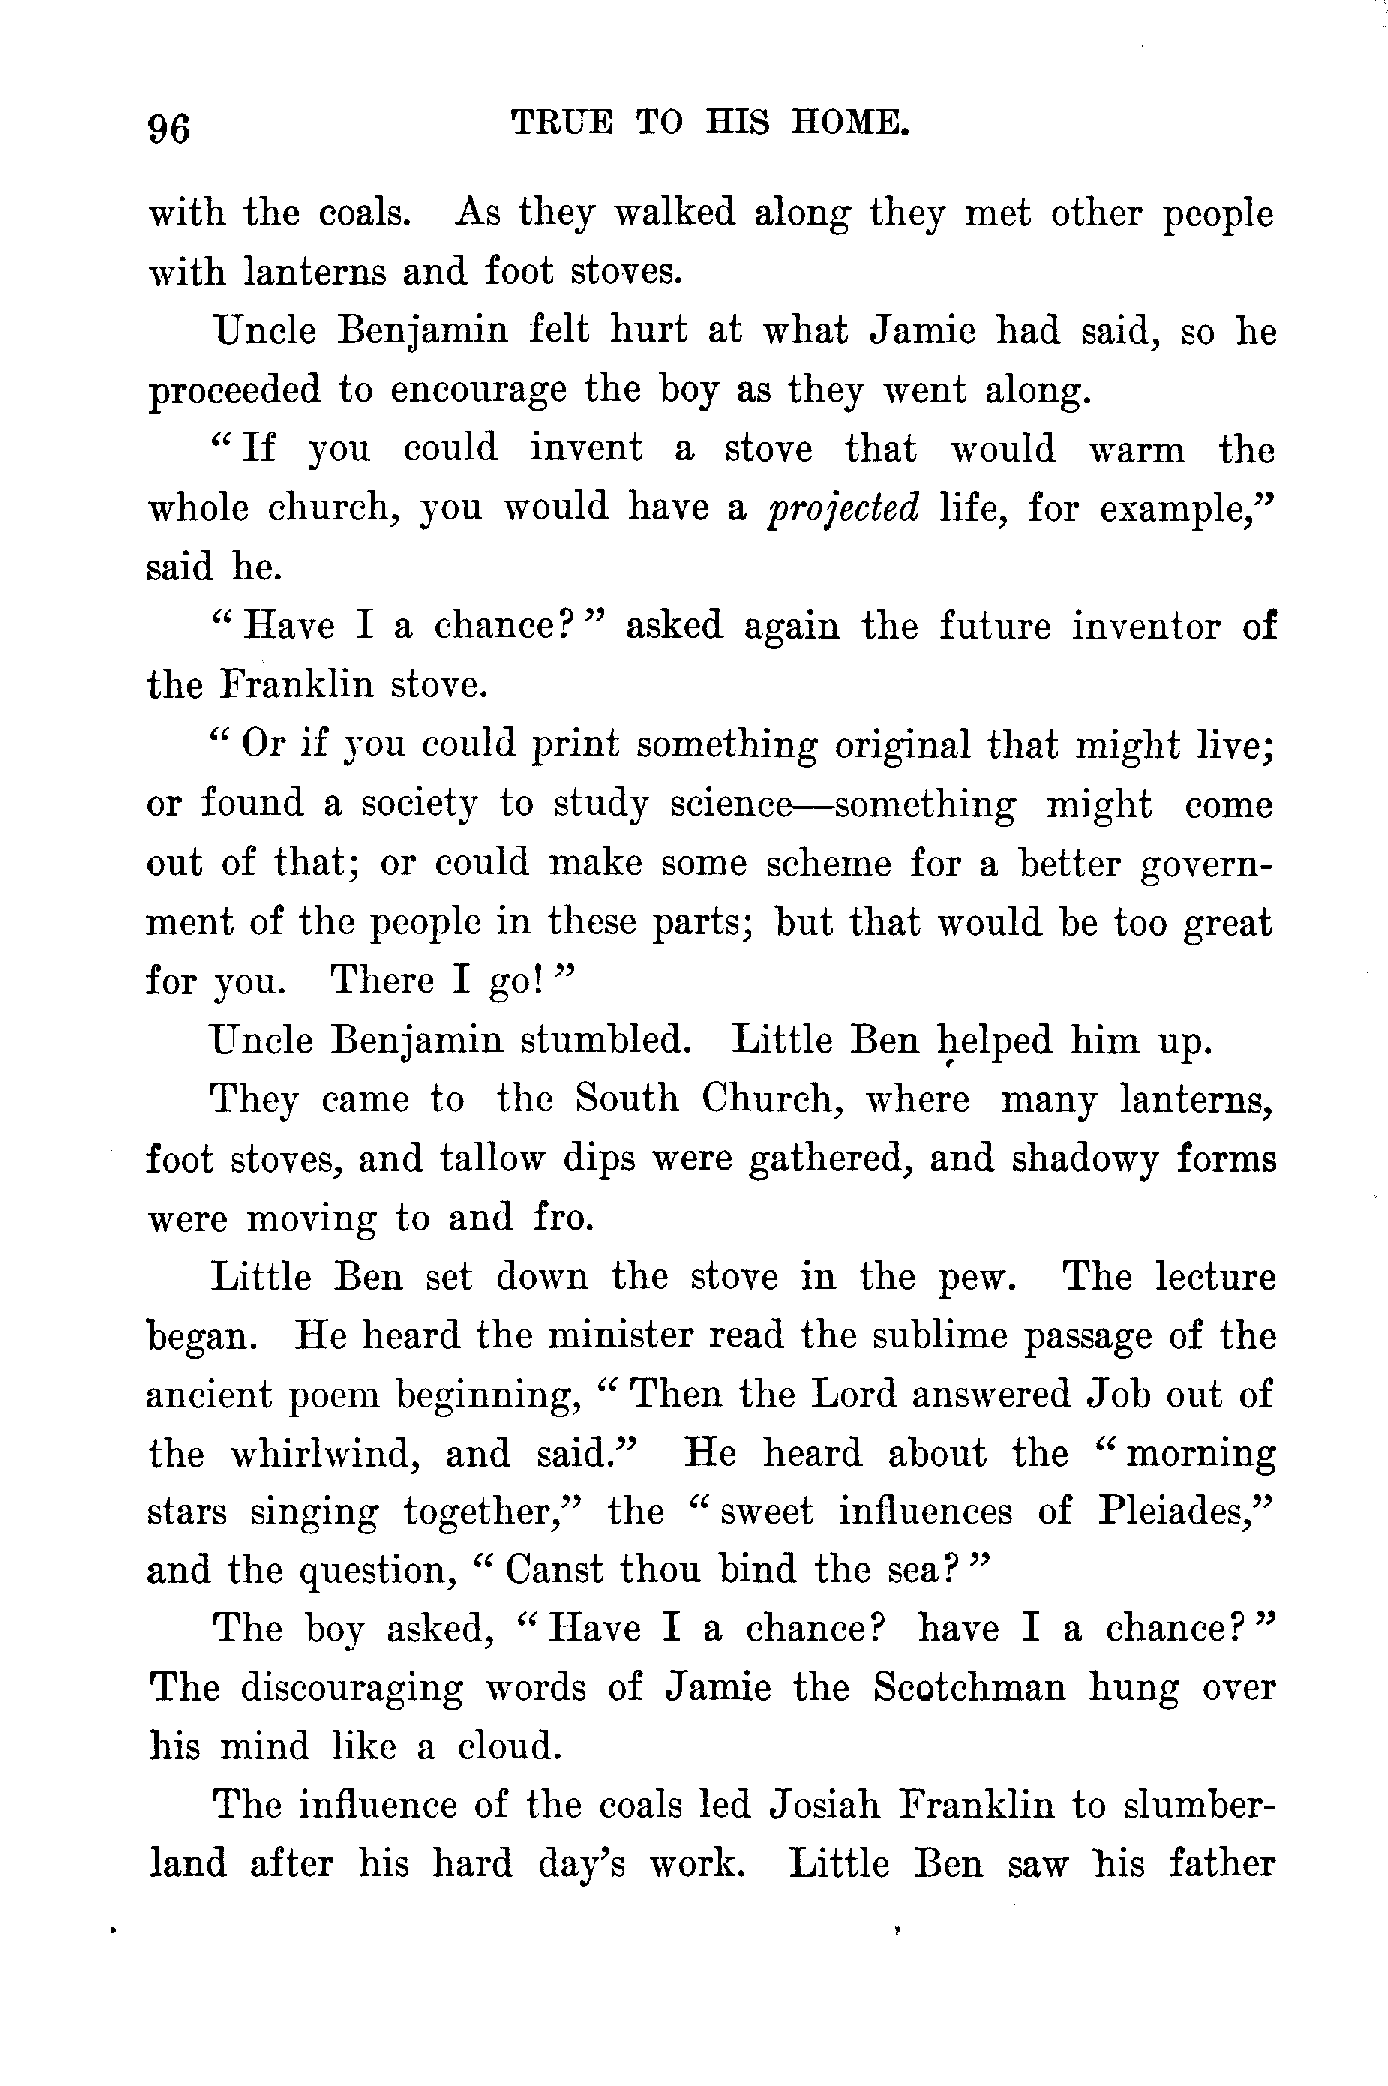 96 TRUE TO HIS HOME.
with the coals. As they walked along they met other people
with lanterns and foot stoves.
Uncle Benjamin felt hurt at what Jamie had said, so he
proceeded to encourage the boy as they went along.
“ If you could invent a stove that would warm the
whole church, you would have a projected life, for example,”
said he.
“ Have I a chance? ” asked again the future inventor of
the Franklin stove.
“ Or if you could print something original that might live;
or found a society to study science—something might come
out of that; or could make some scheme for a better govern-
ment of the people in these parts; but that would be too great
for you. There I go! ”
Uncle Benjamin stumbled. Little Ben helped him up.
They came to the South Church, where many lanterns,
foot stoves, and tallow dips were gathered, and shadowy forms
were moving to and fro.
Little Ben set down the stove in the pew. The lecture
began. He heard the minister read the sublime passage of the
ancient poem beginning, “ Then the Lord answered Job out of
the whirlwind, and said.” He heard about the “ morning
stars singing together,” the “ sweet influences of Pleiades,”
and the question, “ Canst thou bind the sea? ”
The boy asked, “ Have I a chance? have I a chance? ”
The discouraging words of Jamie the Scotchman hung over
his mind like a cloud.
The influence of the coals led Josiah Franklin to slumber-
land after his hard day’s work. Little Ben saw his father